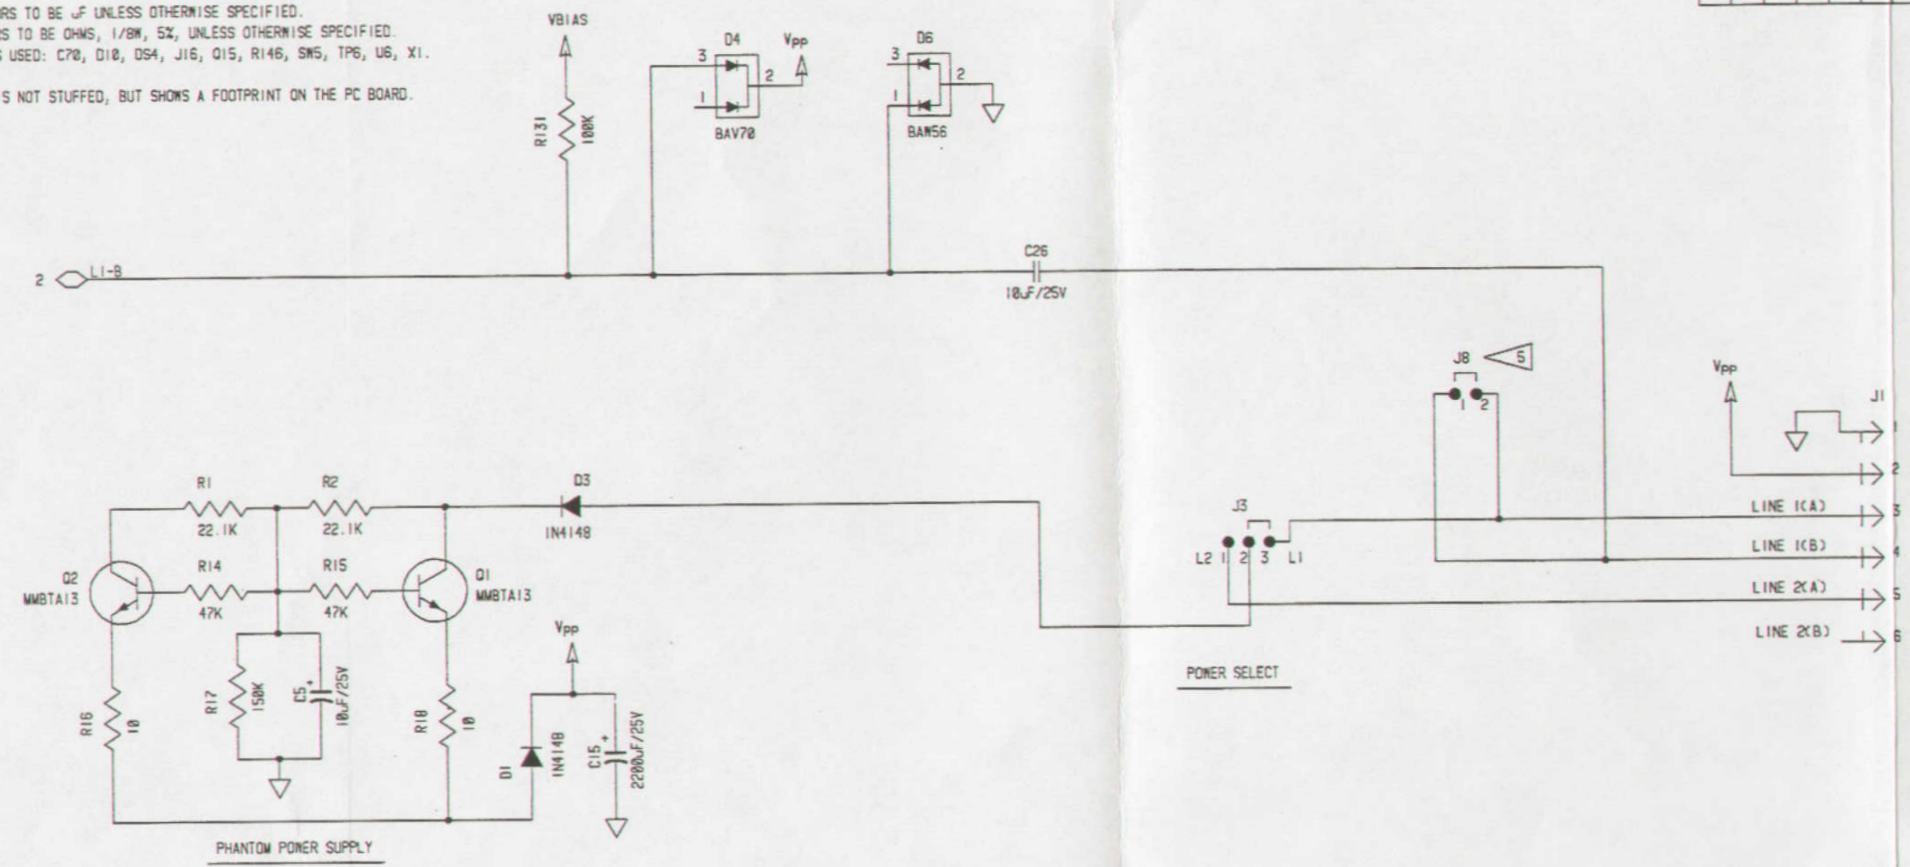 RS TO BE uF UNLESS OTHERWISE SPECIFIED.
RS TO BE OHMS, 1/8W, 5%, UNLESS OTHERWISE SPECIFIED.
USED: C70, D10, DS4, J16, Q15, R146, SW5, TP6, U6, X1.
S NOT STUFFED, BUT SHOWS A FOOTPRINT ON THE PC BOARD.
VBIAS
R131
100K
D4
Vpp
3
2
1
BAV70
D6
3
2
1
BAW56
2
L1-B
C26
10uF/25V
J8
5
1 2
Vpp
J1
1
2
LINE 1(A)
3
LINE 1(B)
4
LINE 2(A)
5
LINE 2(B)
6
J3
L2 1 2 3 L1
POWER SELECT
R1
22.1K
R2
22.1K
D3
1N4148
Q2
MMBTA13
R14
47K
R15
47K
Q1
MMBTA13
R16
10
R17
150K
C5
+
10uF/25V
R18
10
Vpp
D1
1N4148
C15
+
2200uF/25V
PHANTOM POWER SUPPLY